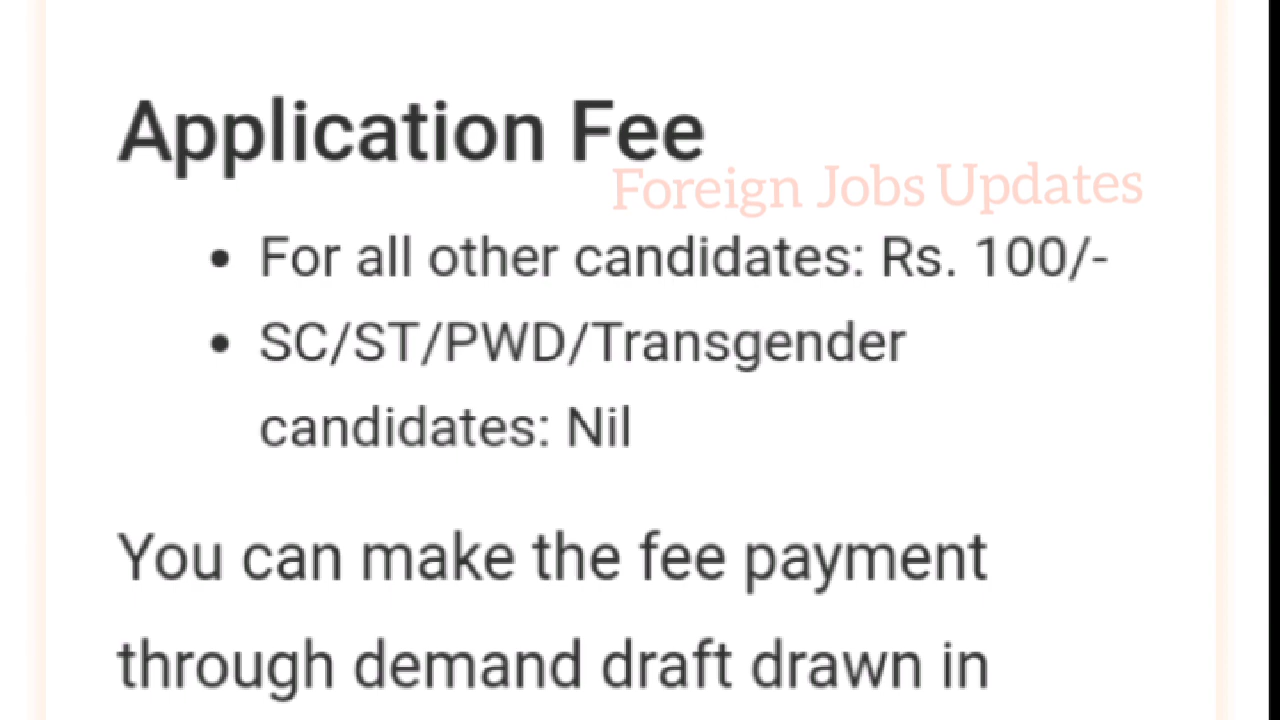 Application Fee
Foreign Jobs Updates
• For all other candidates: Rs. 100/-
• SC/ST/PWD/Transgender
candidates: Nil
You can make the fee payment
through demand draft drawn in